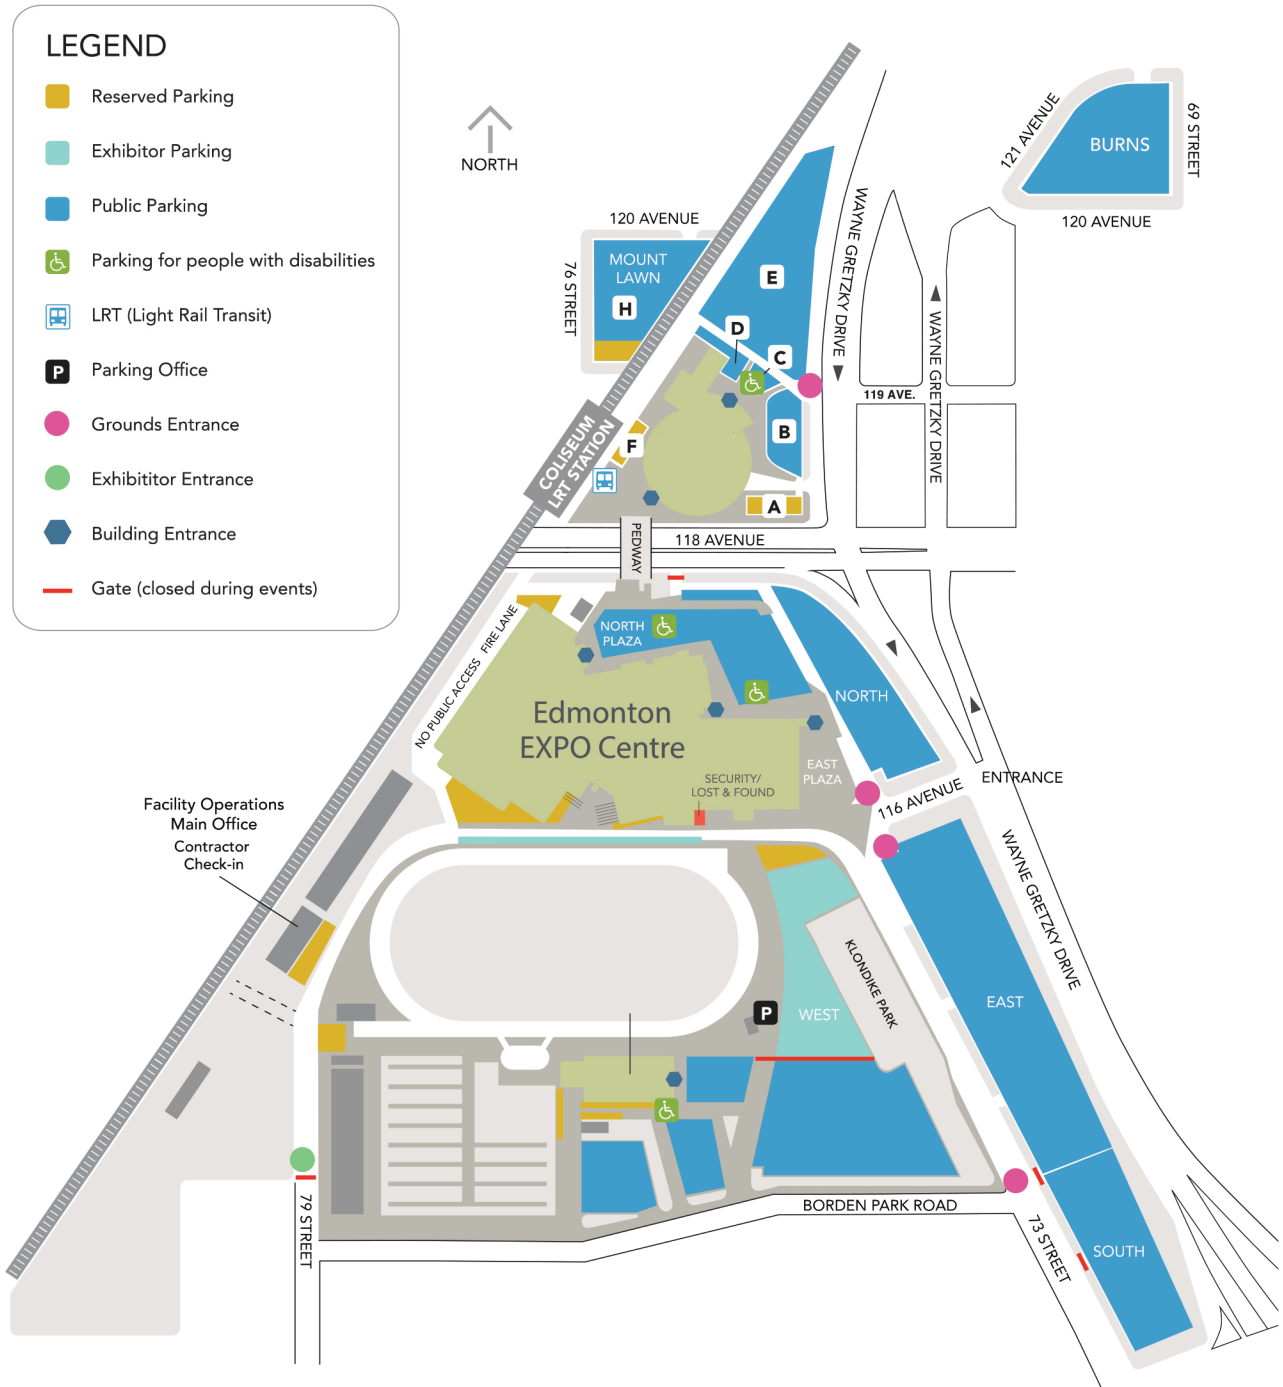 LEGEND
Reserved Parking
Exhibitor Parking
Public Parking
Parking for people with disabilities
LRT (Light Rail Transit)
P
Parking Office
Grounds Entrance
Exhibititor Entrance
Building Entrance
Gate (closed during events)
NORTH
121 AVENUE
BURNS
69 STREET
120 AVENUE
120 AVENUE
76 STREET
MOUNT
LAWN
H
E
D
C
B
F
A
WAYNE GRETZKY DRIVE
WAYNE GRETZKY DRIVE
119 AVE.
COLISEUM
LRT STATION
PEDWAY
118 AVENUE
NO PUBLIC ACCESS FIRE LANE
NORTH
PLAZA
NORTH
Edmonton
EXPO Centre
EAST
PLAZA
SECURITY/
LOST & FOUND
ENTRANCE
116 AVENUE
Facility Operations
Main Office
Contractor
Check-in
WAYNE GRETZKY DRIVE
KLONDIKE PARK
EAST
P
WEST
79 STREET
BORDEN PARK ROAD
73 STREET
SOUTH